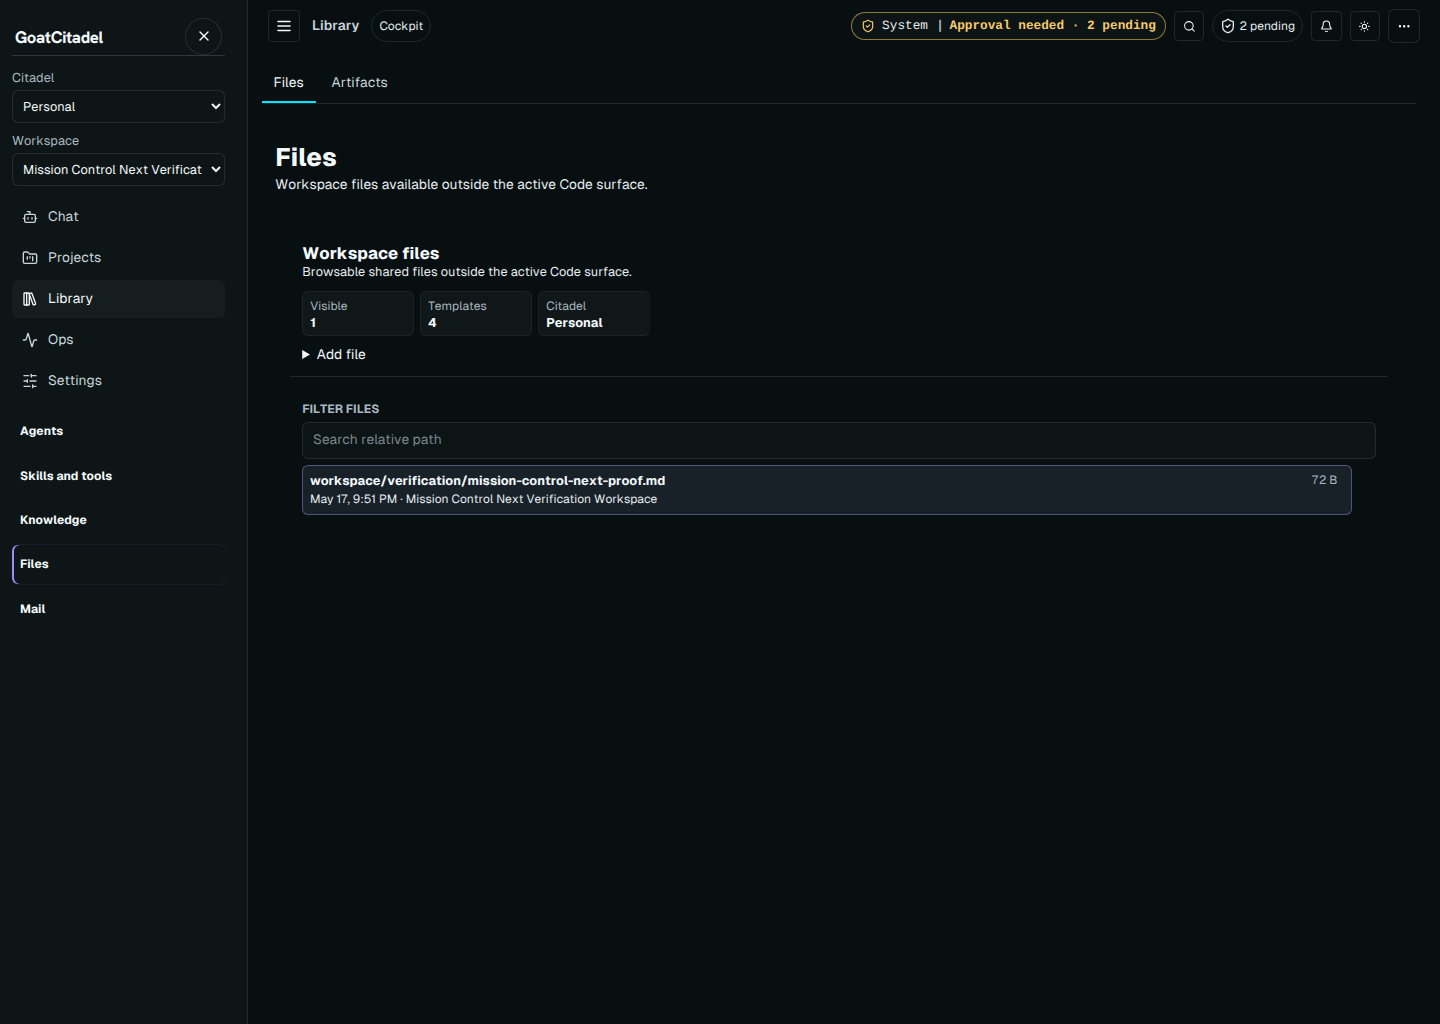 GoatCitadel
Citadel
Personal
Workspace
Mission Control Next Verificat
Chat
Projects
Library
Ops
Settings
Agents
Skills and tools
Knowledge
Files
Mail
Library
Cockpit
System | Approval needed · 2 pending
2 pending
Files
Artifacts
Files
Workspace files available outside the active Code surface.
Workspace files
Browsable shared files outside the active Code surface.
Visible
1
Templates
4
Citadel
Personal
Add file
FILTER FILES
Search relative path
workspace/verification/mission-control-next-proof.md
72 B
May 17, 9:51 PM · Mission Control Next Verification Workspace